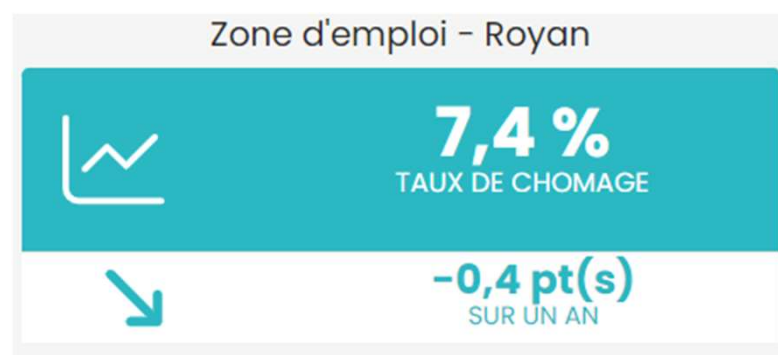 Zone d'emploi - Royan
7,4 %
TAUX DE CHOMAGE
-0,4 pt(s)
SUR UN AN